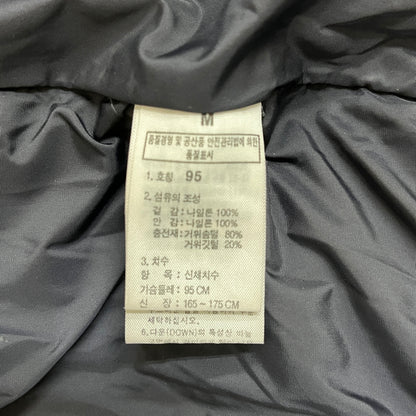 M
품질경영 및 공산품 안전관리법에 의한
품질표시
1. 호칭 95
2. 섬유의 조성
겉 감 : 나일론 100%
안 감 : 나일론 100%
충전재 : 거위솜털 80%
거위깃털 20%
3. 치수
항 목 : 신체치수
가슴둘레 : 95 CM
신 장 : 165 ~ 175 CM
세탁하십시오.
6. 다운(DOWN)의 특성상 비늘